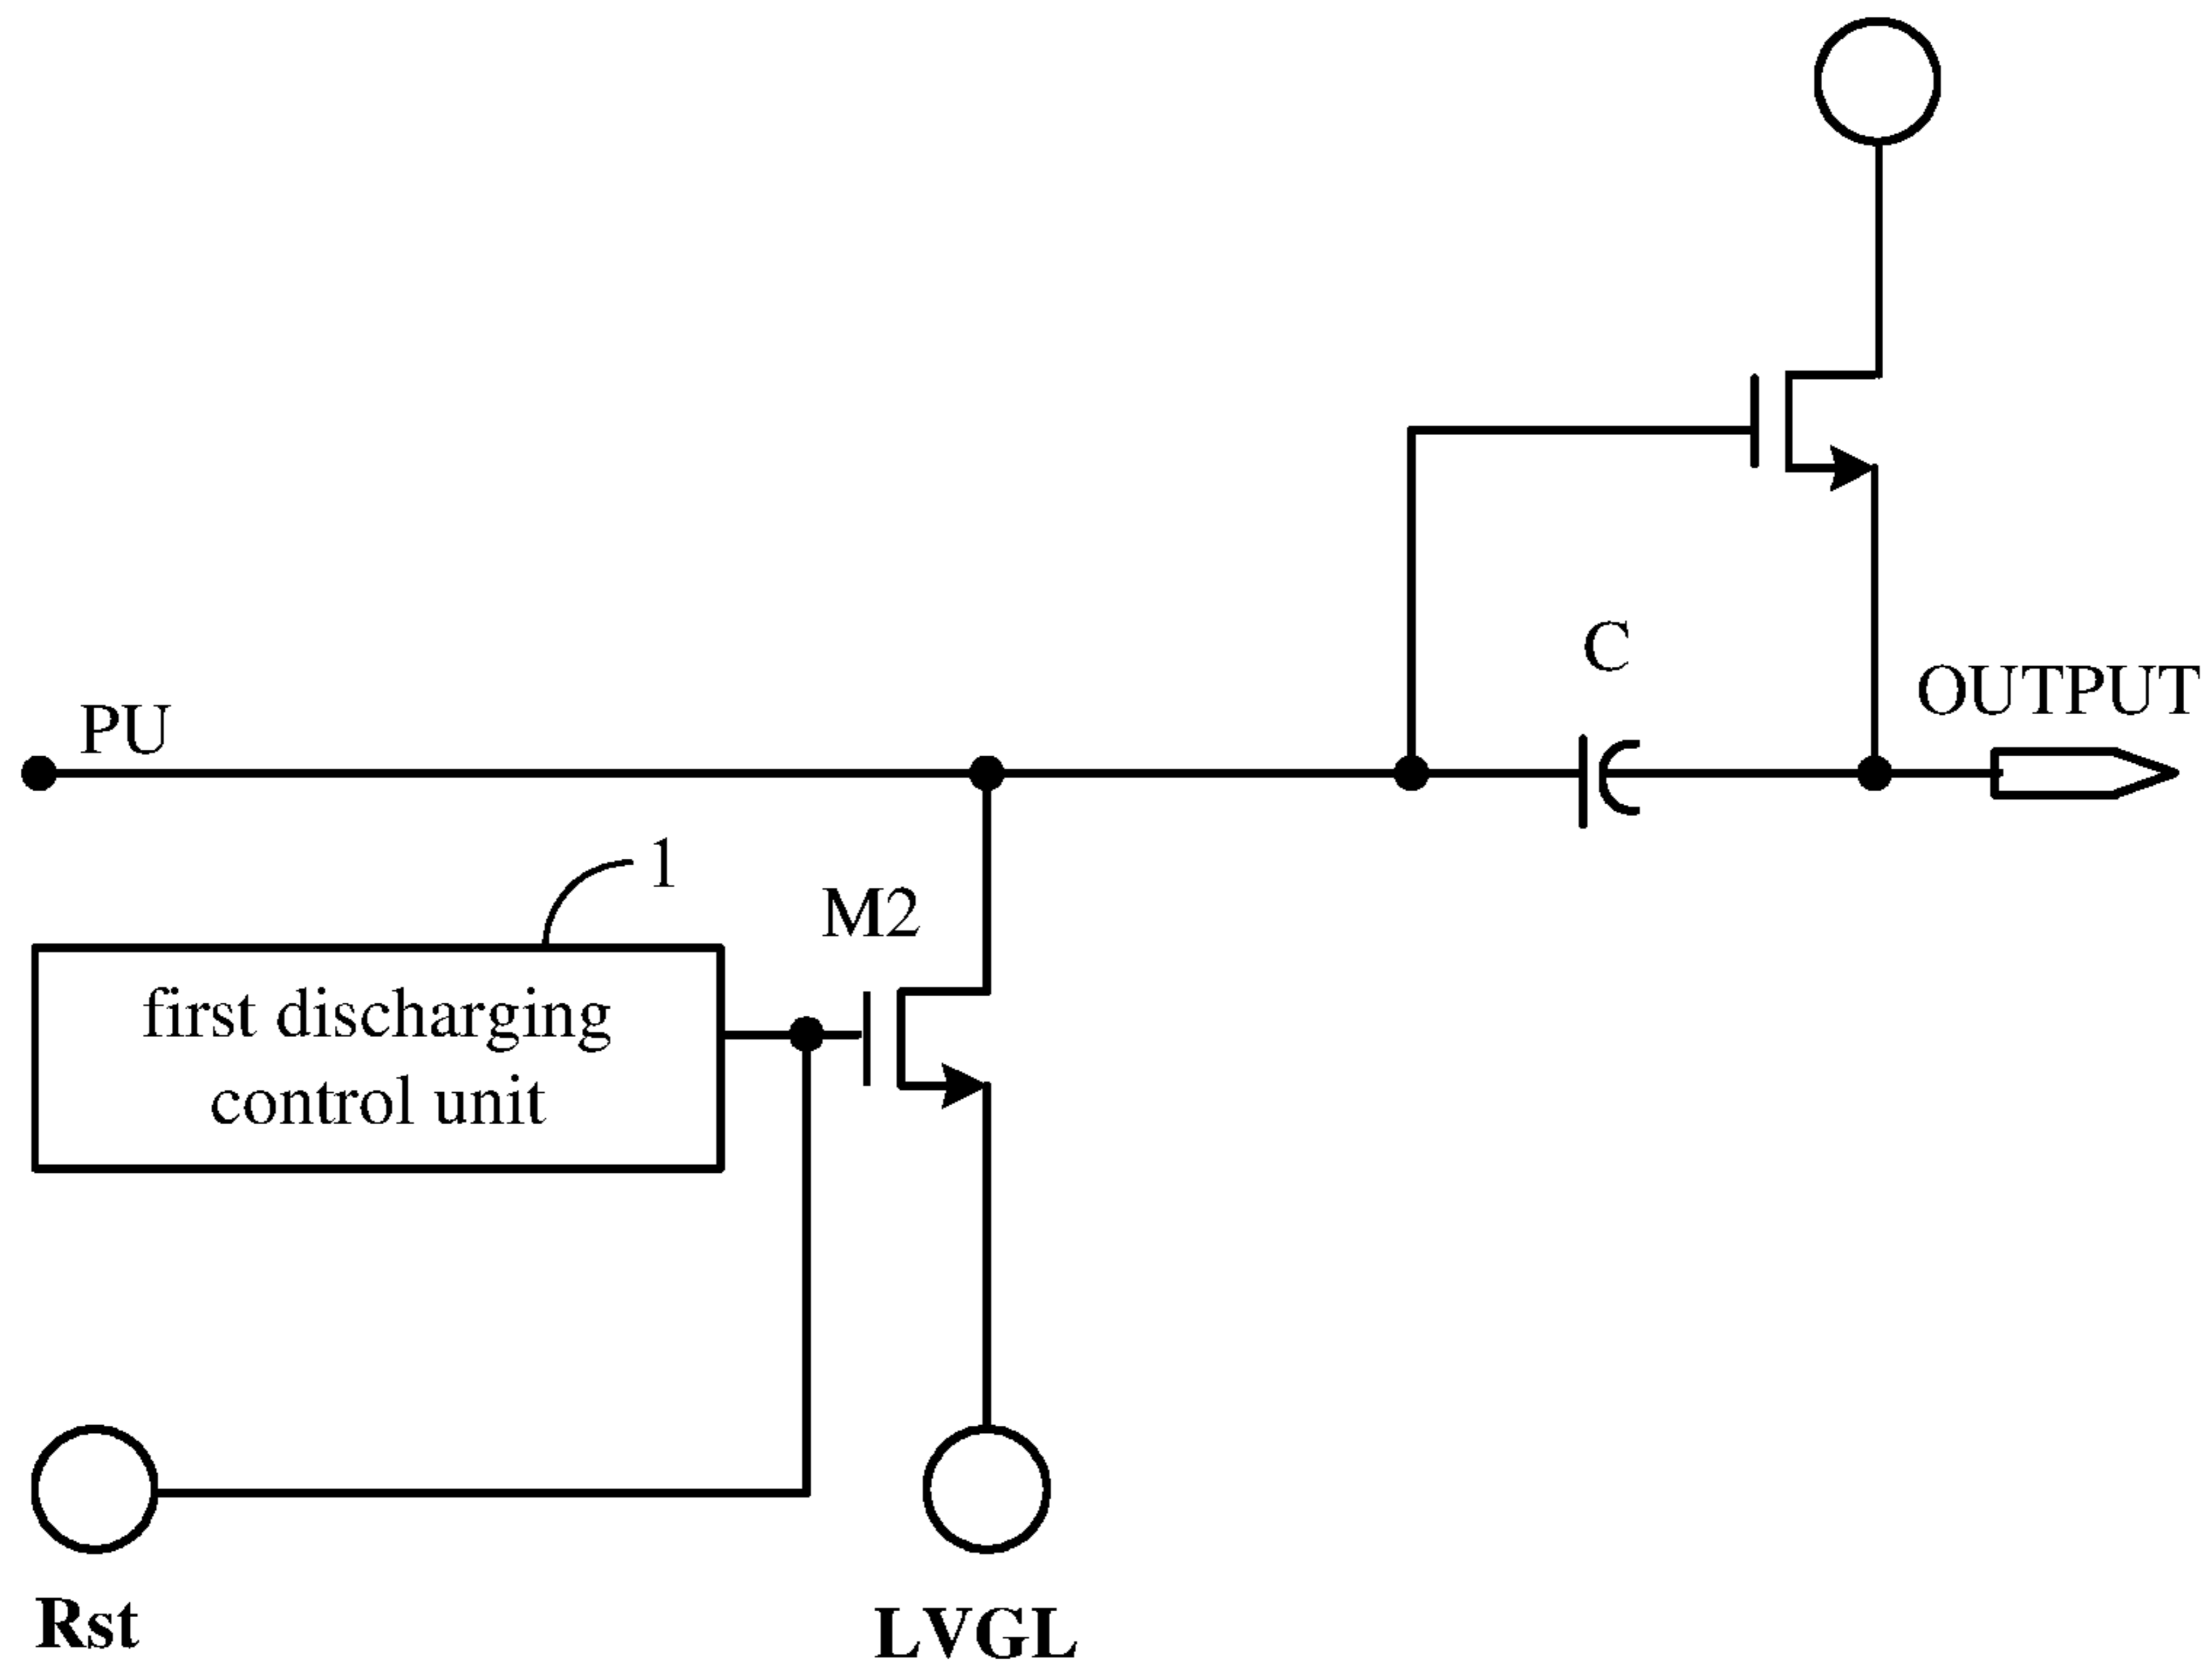 C
OUTPUT
PU
1
M2
first discharging
control unit
Rst
LVGL